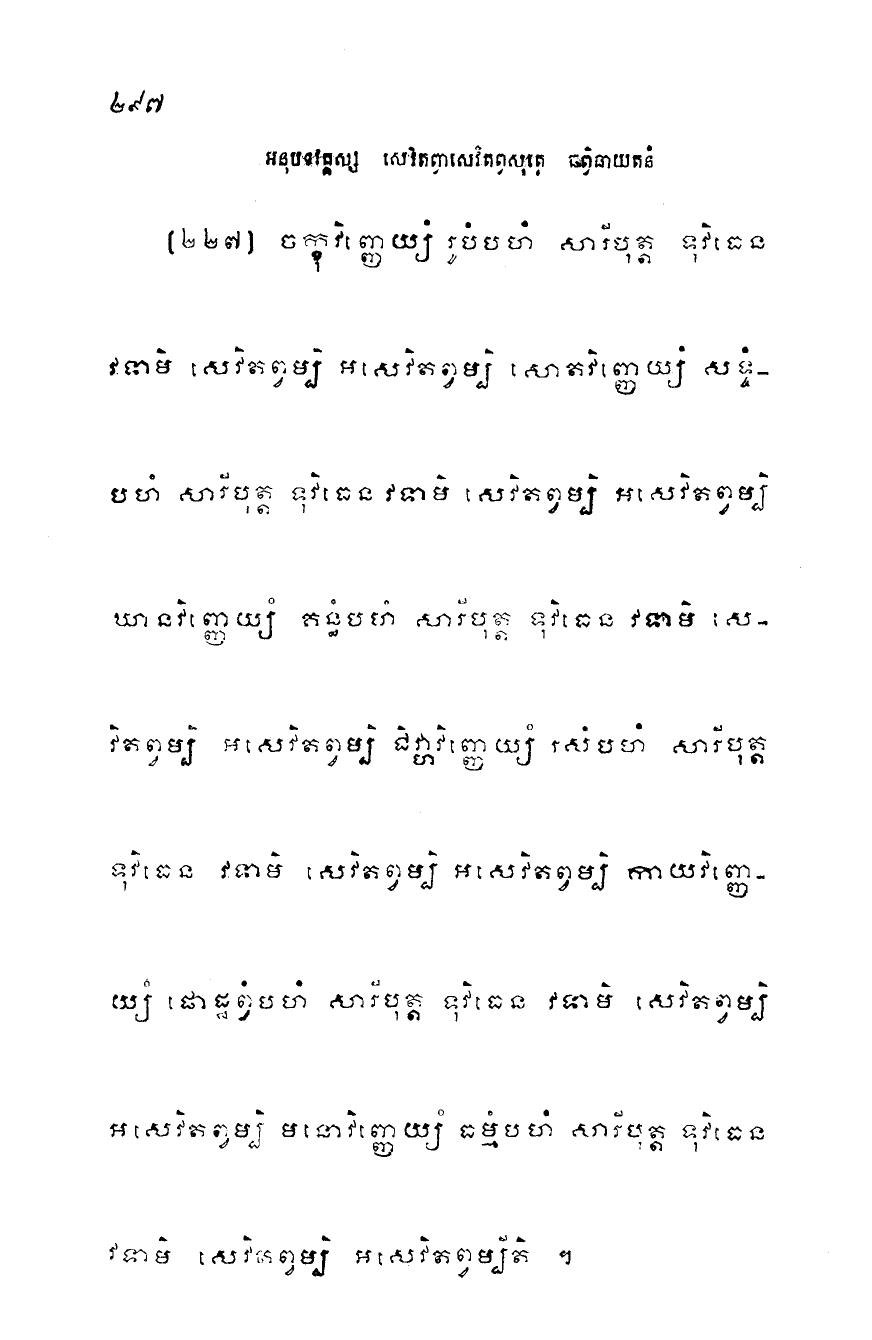 ២៩៧
អនុបទវគ្គស្ស សេវិតព្វាសេវិតព្វសុត្តេ ឆព្វិធាយតនំ
(២២៧) ចក្ខុវិញ្ញេយ្យំ រូបំបហំ សារីបុត្ត ទុវិធេន
វទាមិ សេវិតព្វម្បិ អសេវិតព្វម្បិ សោតវិញ្ញេយ្យំ សទ្ទំ-
បហំ សារីបុត្ត ទុវិធេន វទាមិ សេវិតព្វម្បិ អសេវិតព្វម្បិ
ឃានវិញ្ញេយ្យំ គន្ធំបហំ សារីបុត្ត ទុវិធេន វទាមិ សេ-
វិតព្វម្បិ អសេវិតព្វម្បិ ជិវ្ហាវិញ្ញេយ្យំ រសំបហំ សារីបុត្ត
ទុវិធេន វទាមិ សេវិតព្វម្បិ អសេវិតព្វម្បិ កាយវិញ្ញេ-
យ្យំ ផោដ្ឋព្វំបហំ សារីបុត្ត ទុវិធេន វទាមិ សេវិតព្វម្បិ
អសេវិតព្វម្បិ មនោវិញ្ញេយ្យំ ធម្មំបហំ សារីបុត្ត ទុវិធេន
វទាមិ សេវិតព្វម្បិ អសេវិតព្វម្បីតិ ។